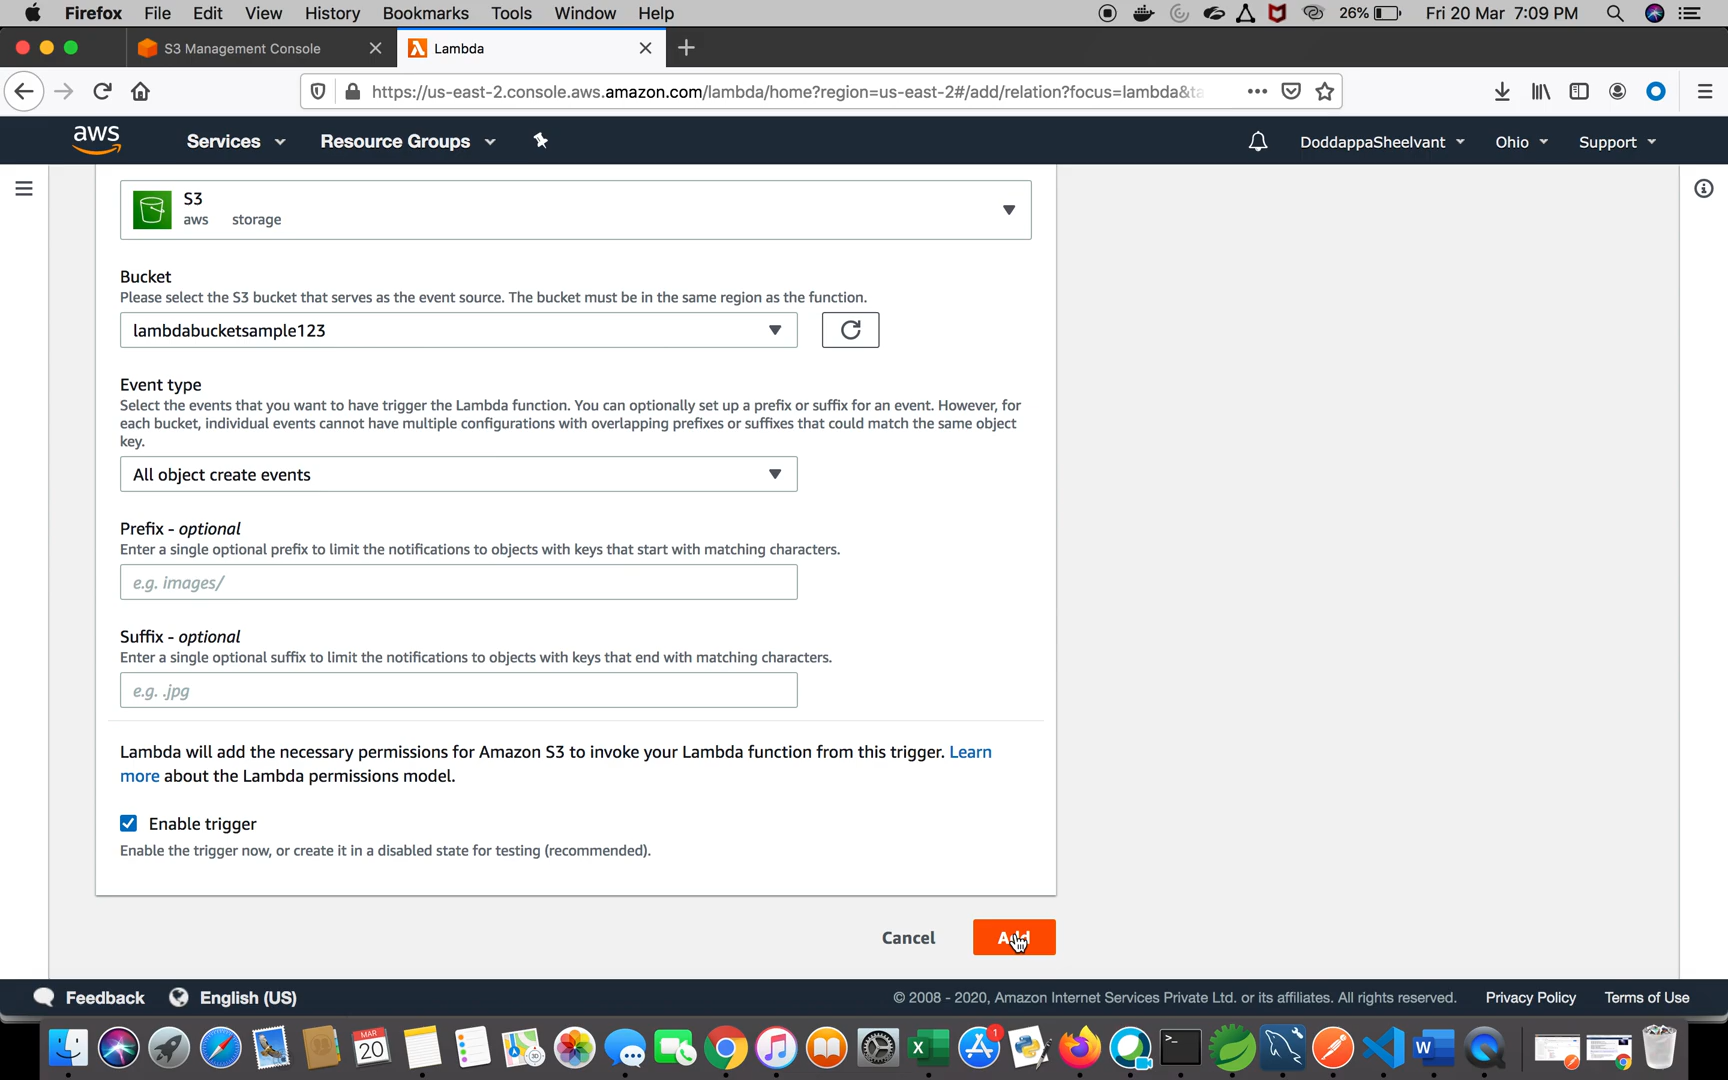 Firefox File Edit View History Bookmarks Tools Window Help 26% Fri 20 Mar 7:09 PM
S3 Management Console Lambda
https://us-east-2.console.aws.amazon.com/lambda/home?region=us-east-2#/add/relation?focus=lambda&ta
aws Services Resource Groups DoddappaSheelvant Ohio Support
S3
aws storage
Bucket
Please select the S3 bucket that serves as the event source. The bucket must be in the same region as the function.
lambdabucketsample123
Event type
Select the events that you want to have trigger the Lambda function. You can optionally set up a prefix or suffix for an event. However, for
each bucket, individual events cannot have multiple configurations with overlapping prefixes or suffixes that could match the same object
key.
All object create events
Prefix - optional
Enter a single optional prefix to limit the notifications to objects with keys that start with matching characters.
e.g. images/
Suffix - optional
Enter a single optional suffix to limit the notifications to objects with keys that end with matching characters.
e.g. .jpg
Lambda will add the necessary permissions for Amazon S3 to invoke your Lambda function from this trigger. Learn
more about the Lambda permissions model.
Enable trigger
Enable the trigger now, or create it in a disabled state for testing (recommended).
Cancel Add
Feedback English (US) © 2008 - 2020, Amazon Internet Services Private Ltd. or its affiliates. All rights reserved. Privacy Policy Terms of Use
MAR
20
1